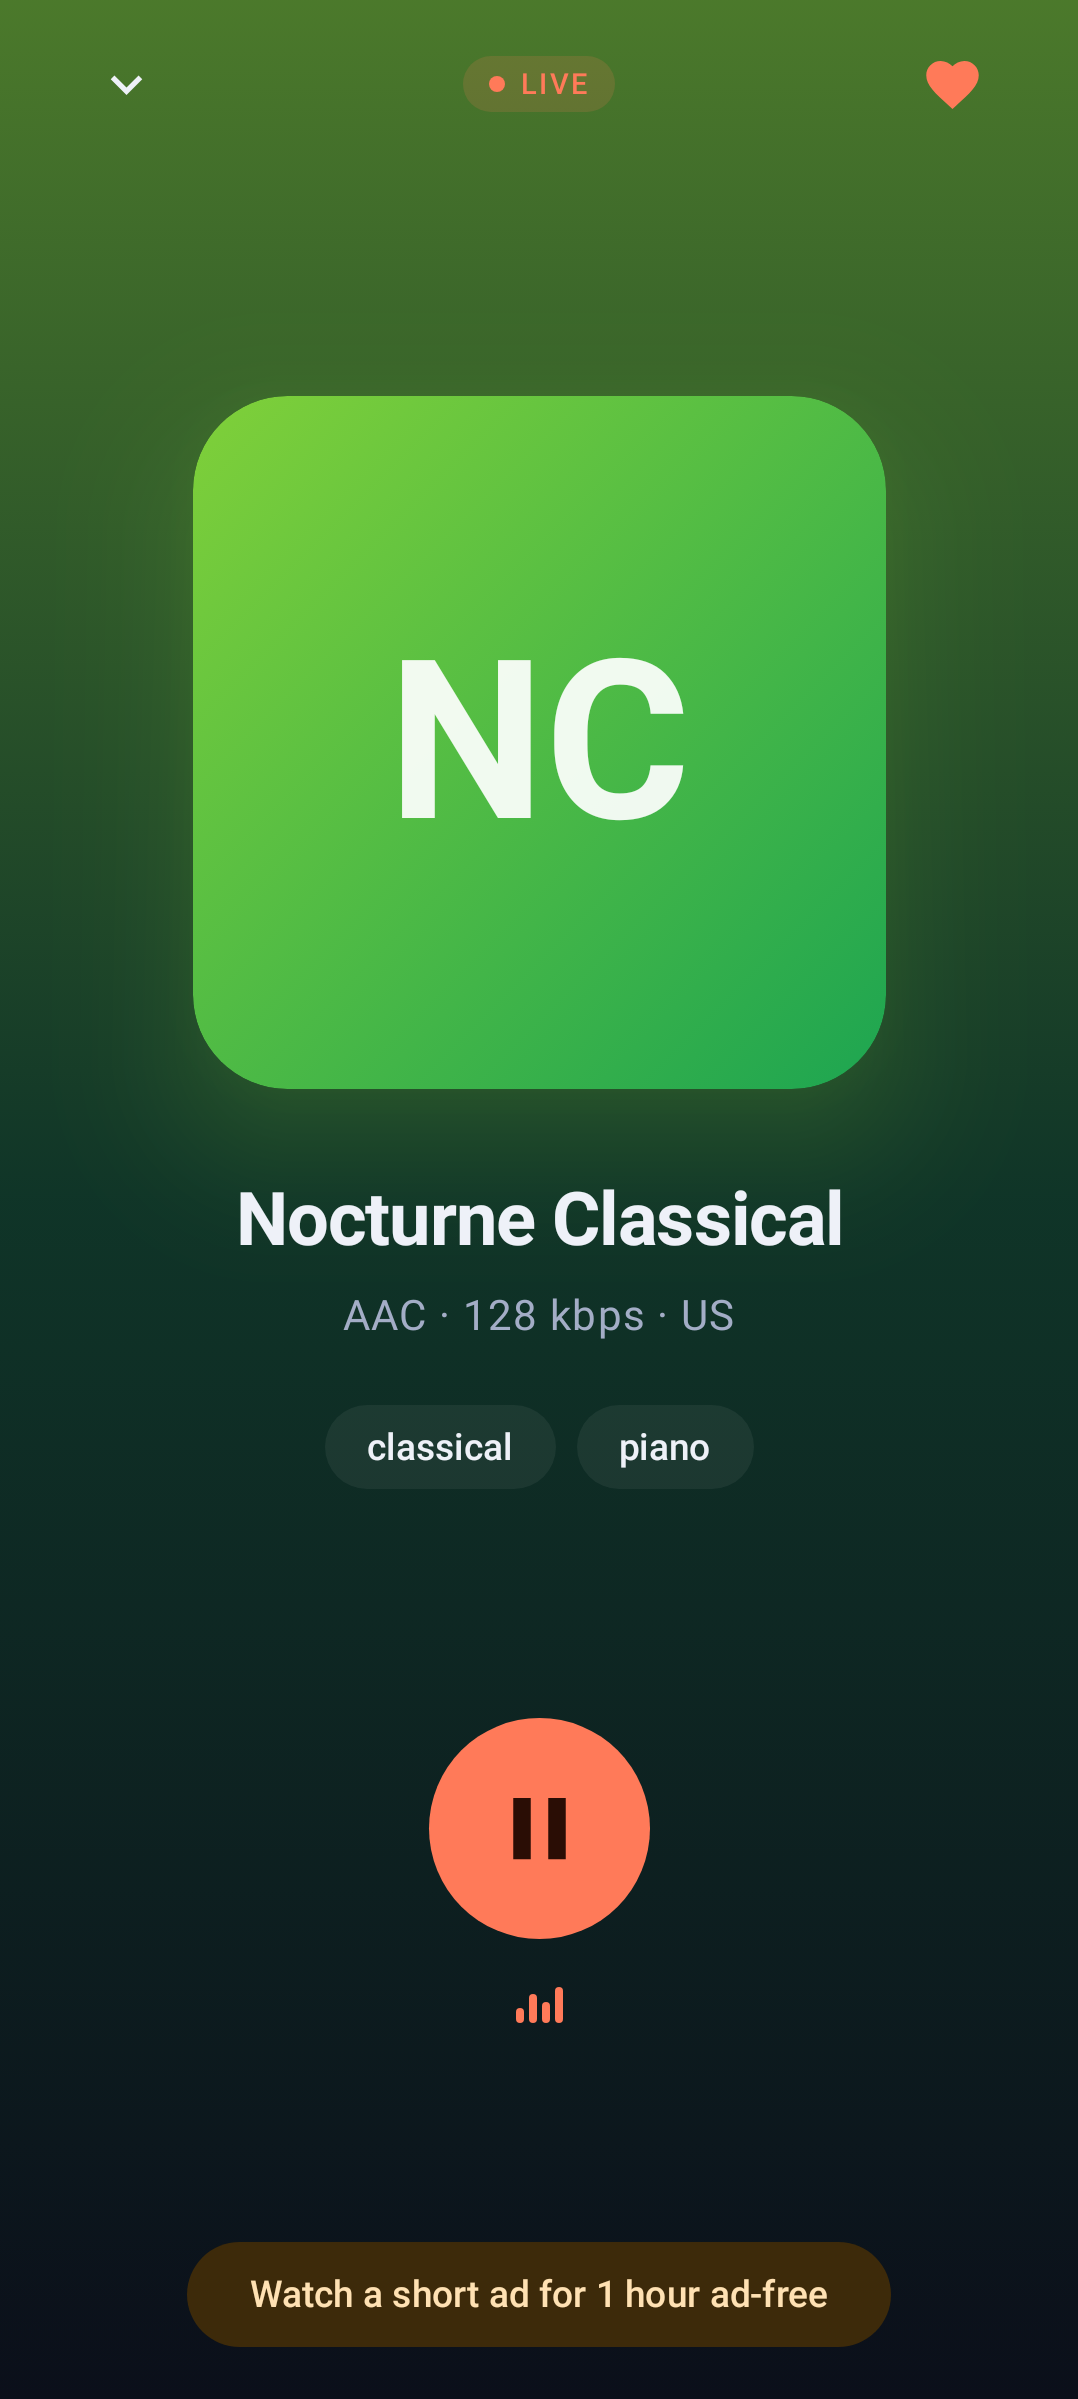 LIVE
NC
Nocturne Classical
AAC · 128 kbps · US
classical
piano
Watch a short ad for 1 hour ad-free